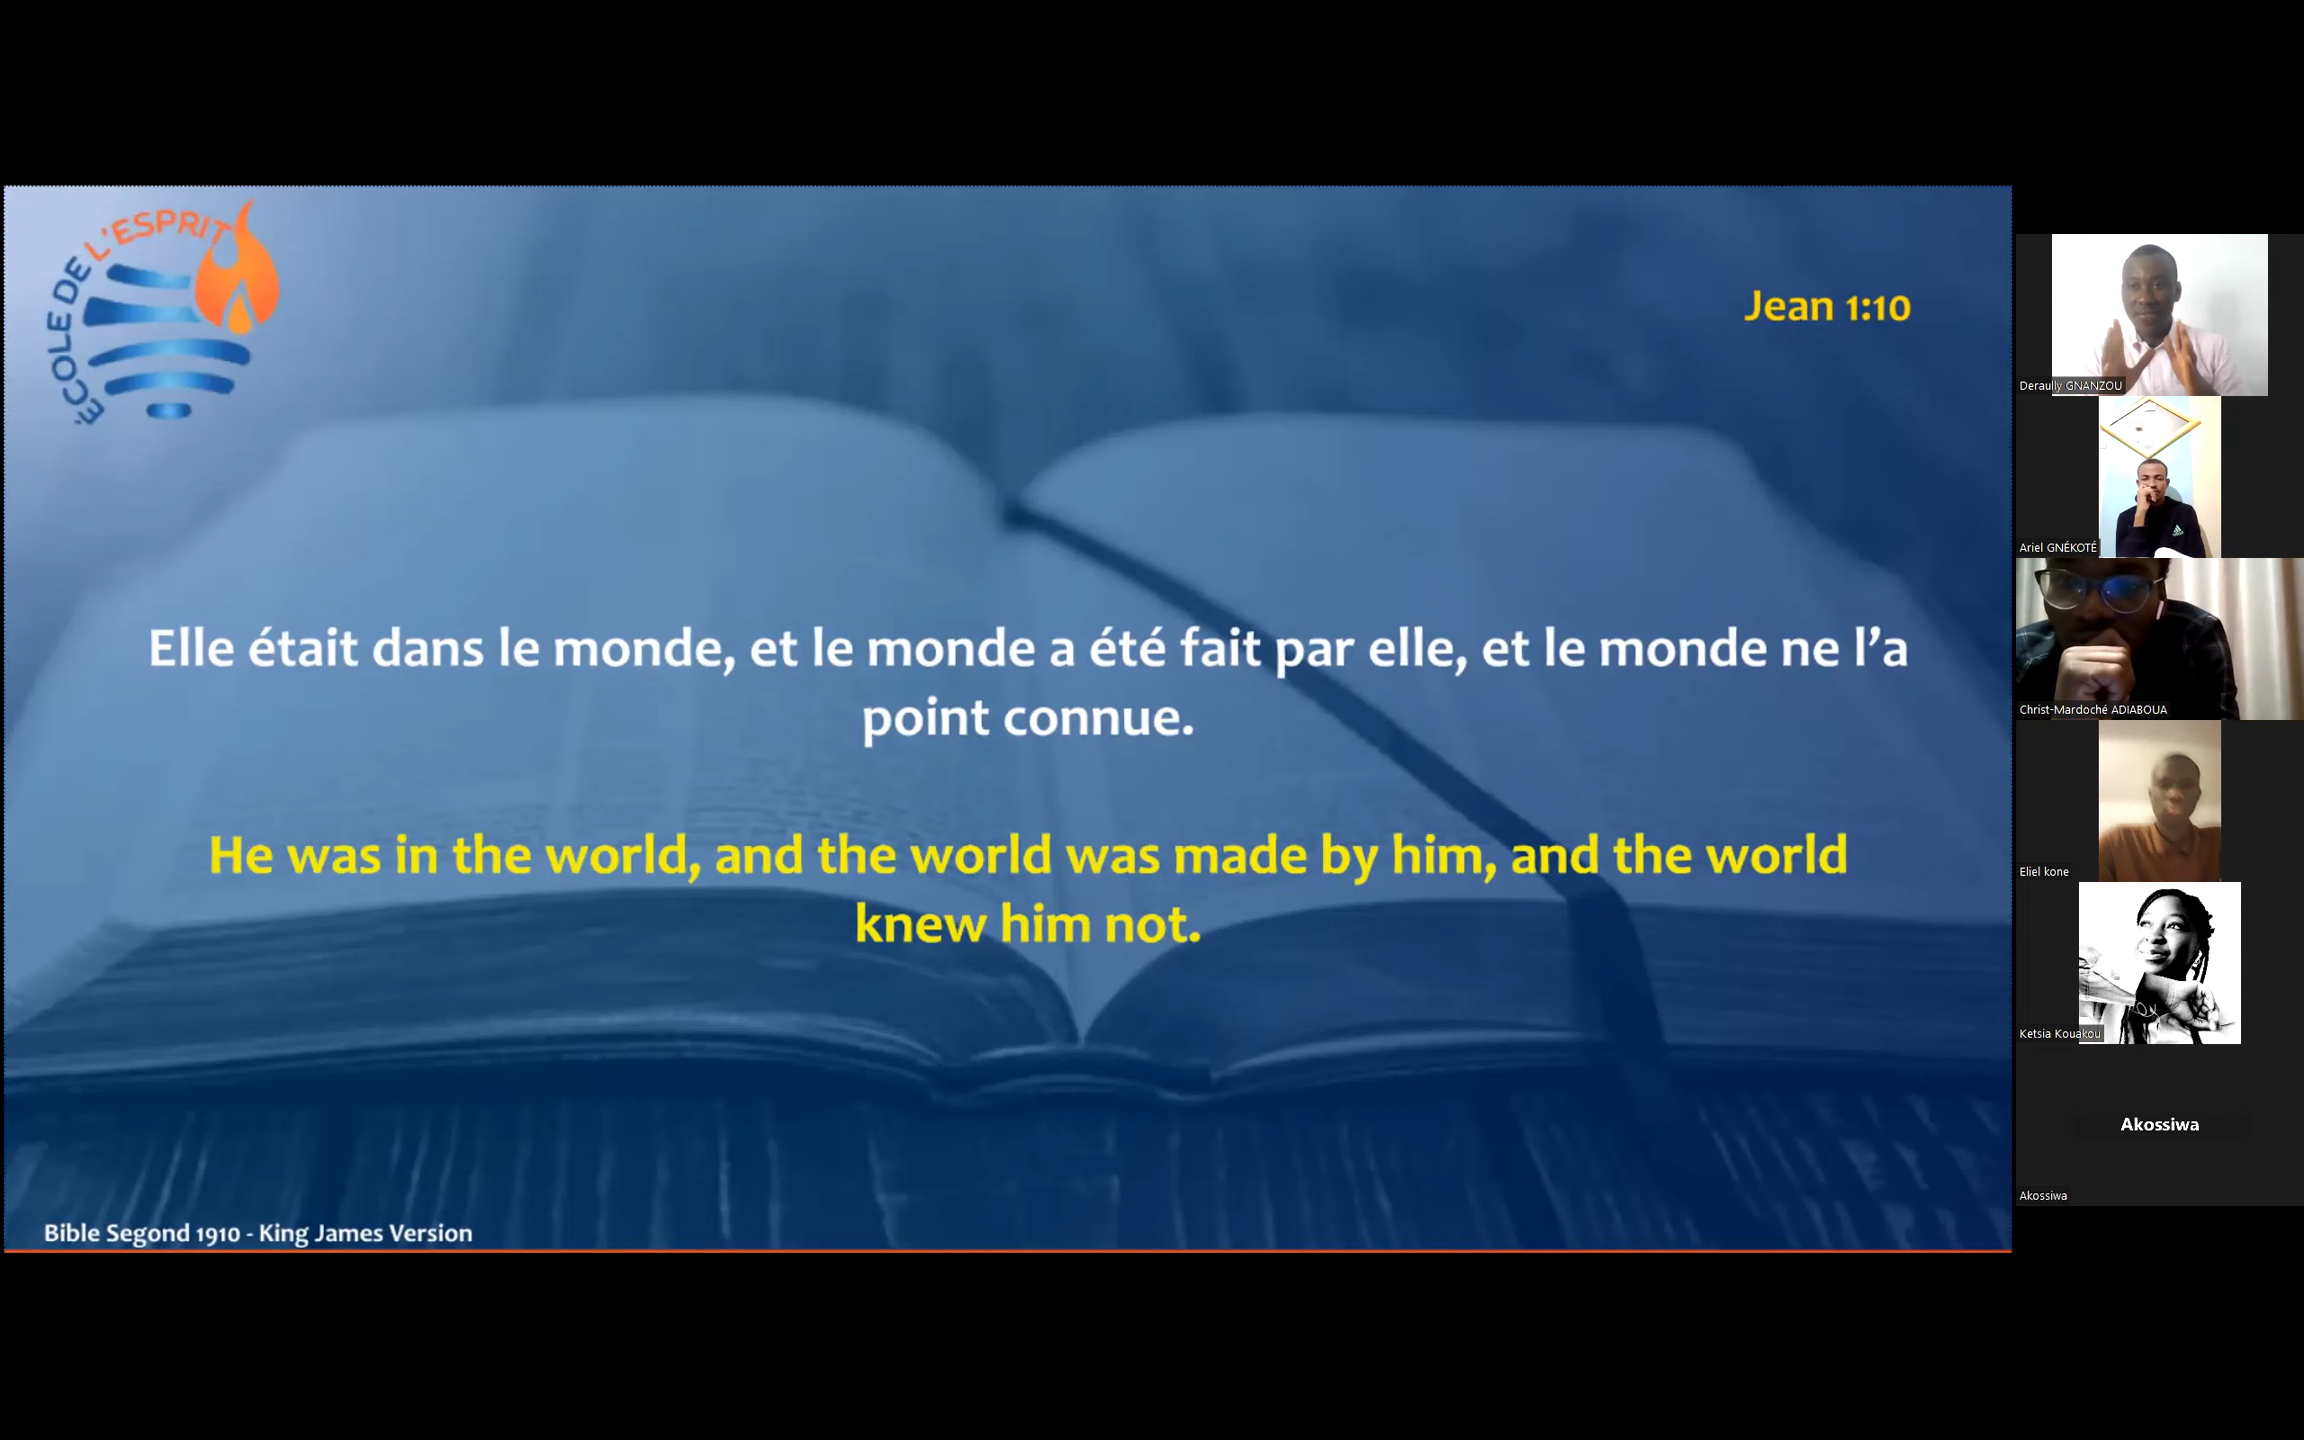 ÉCOLE DE L'ESPRIT
Jean 1:10
Elle était dans le monde, et le monde a été fait par elle, et le monde ne l’a
point connue.
He was in the world, and the world was made by him, and the world
knew him not.
Bible Segond 1910 - King James Version
Deraully GNANZOU
Ariel GNÉKOTÉ
Christ-Mardoché ADIABOUA
Eliel kone
Ketsia Kouakou
Akossiwa
Akossiwa